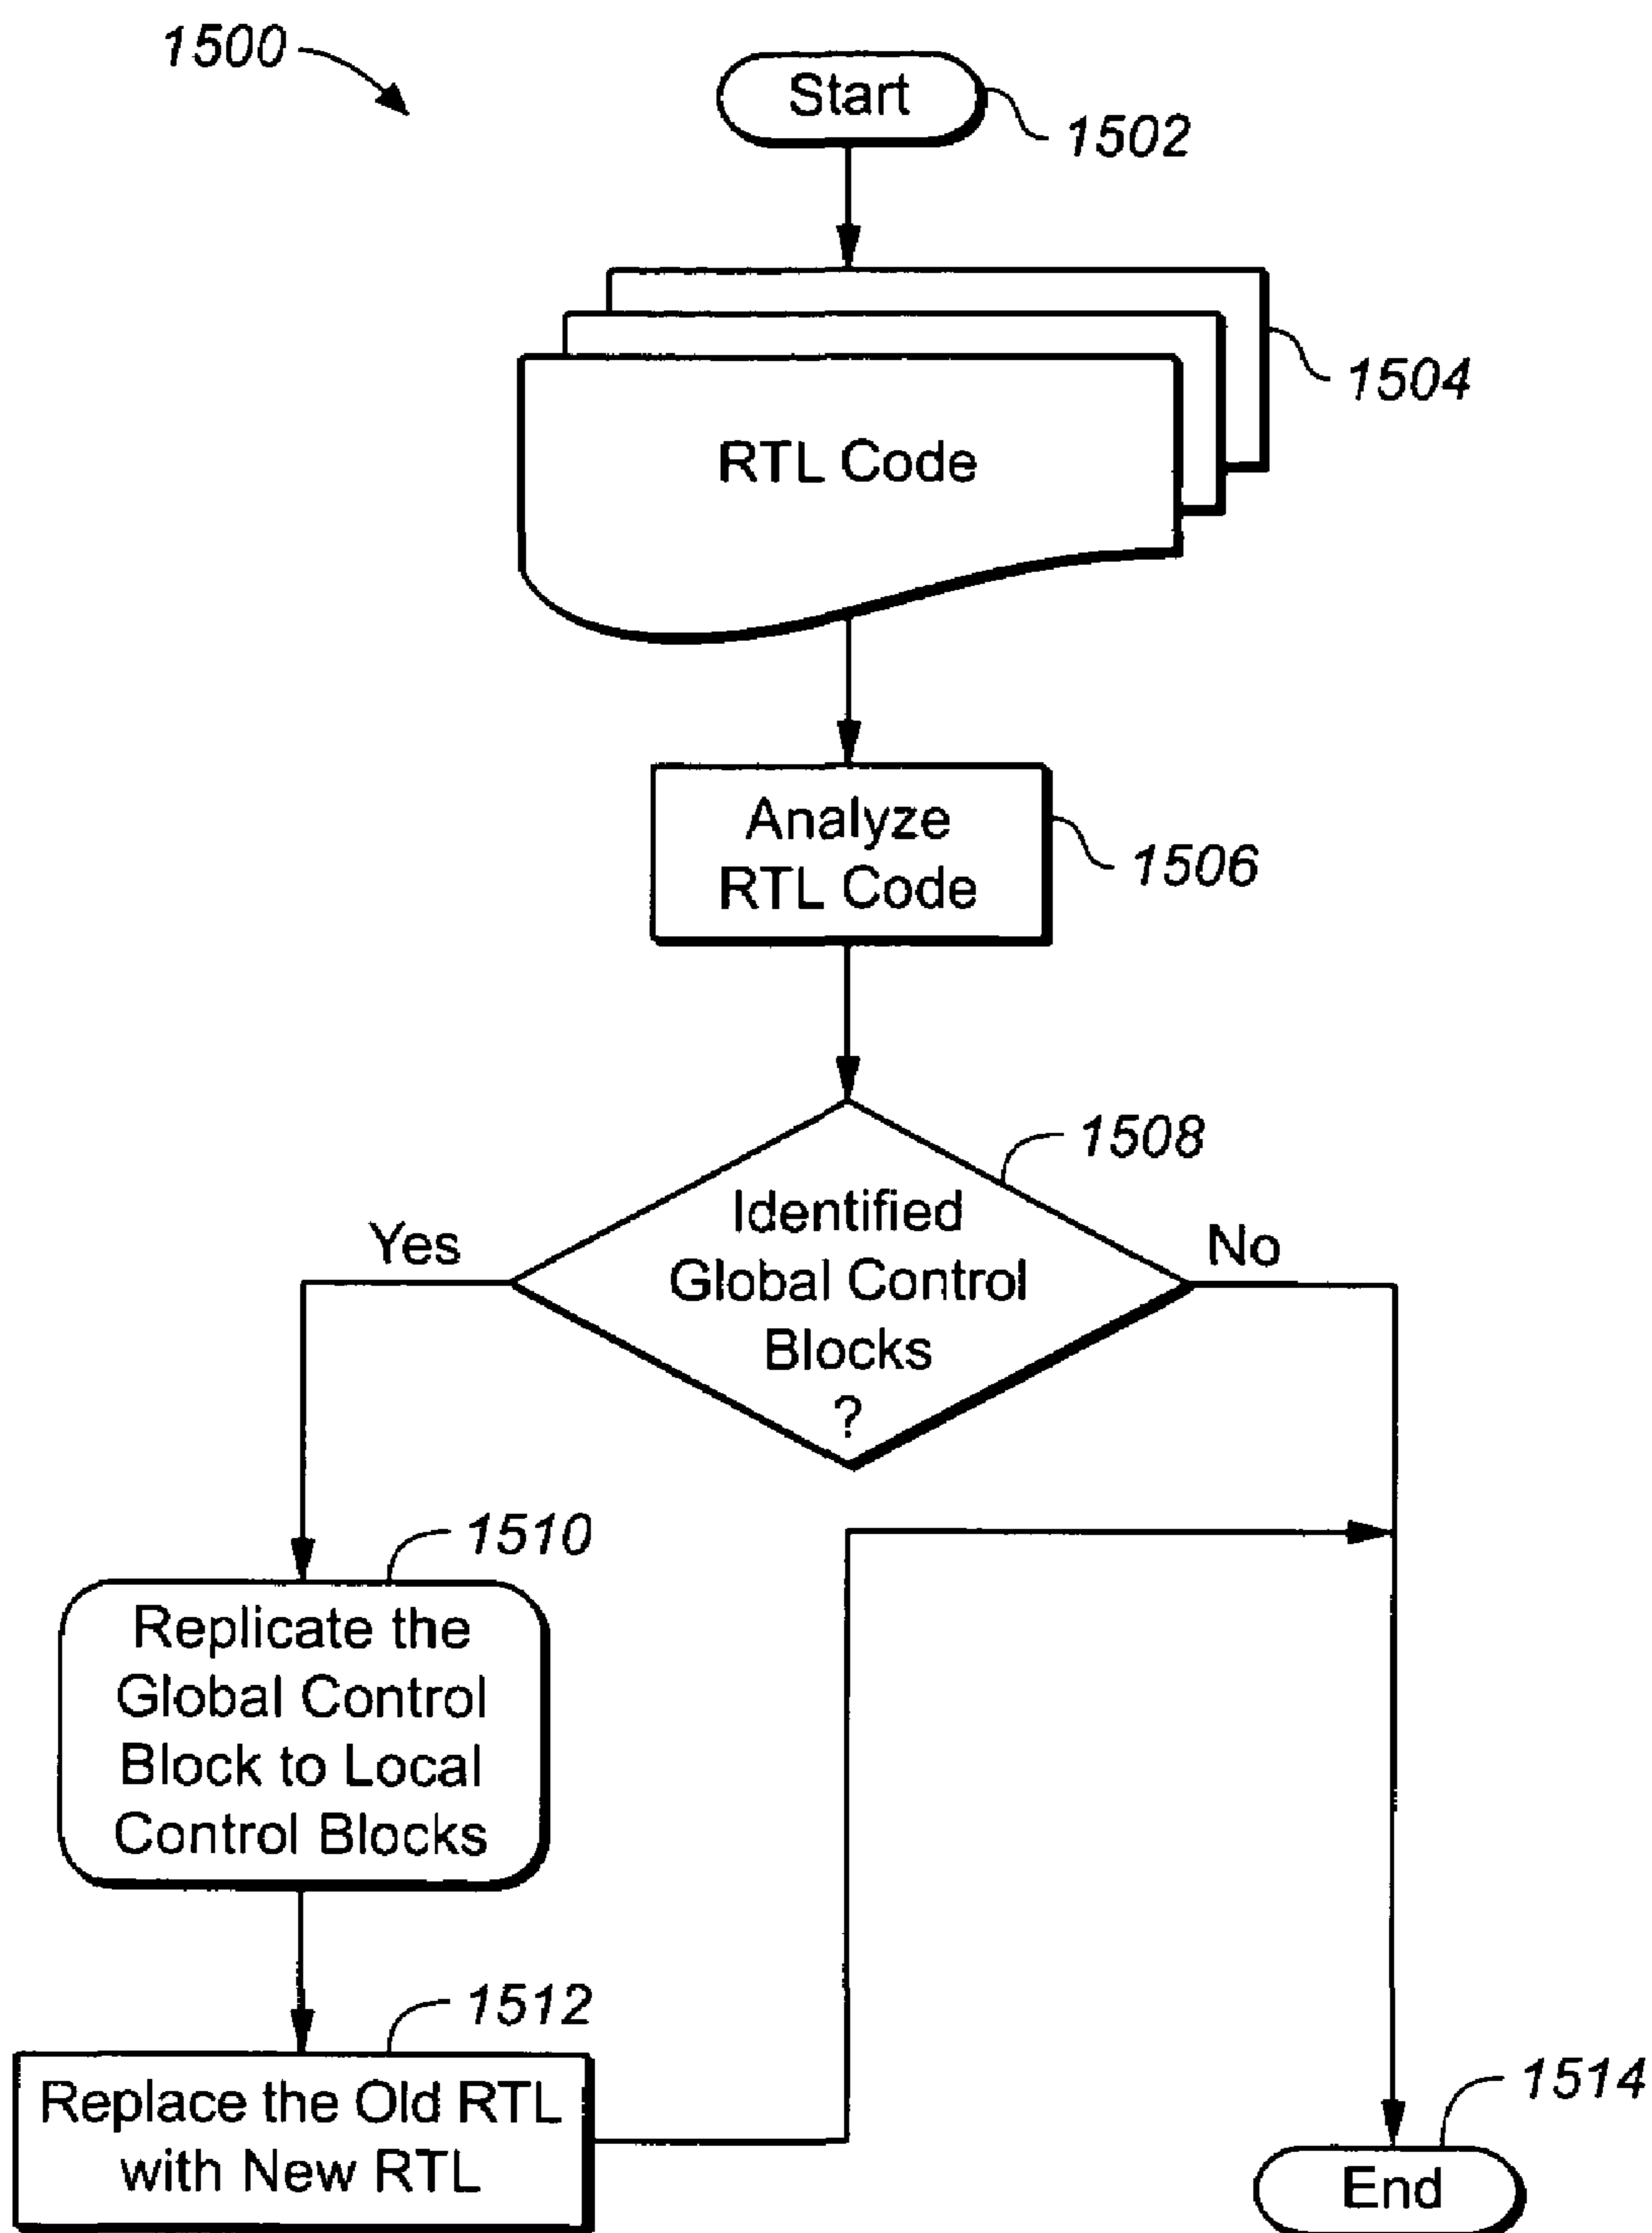 1500
Start
1502
1504
RTL Code
Analyze
RTL Code
1506
1508
Identified
Global Control
Blocks
?
Yes
No
1510
Replicate the
Global Control
Block to Local
Control Blocks
1512
Replace the Old RTL
with New RTL
1514
End